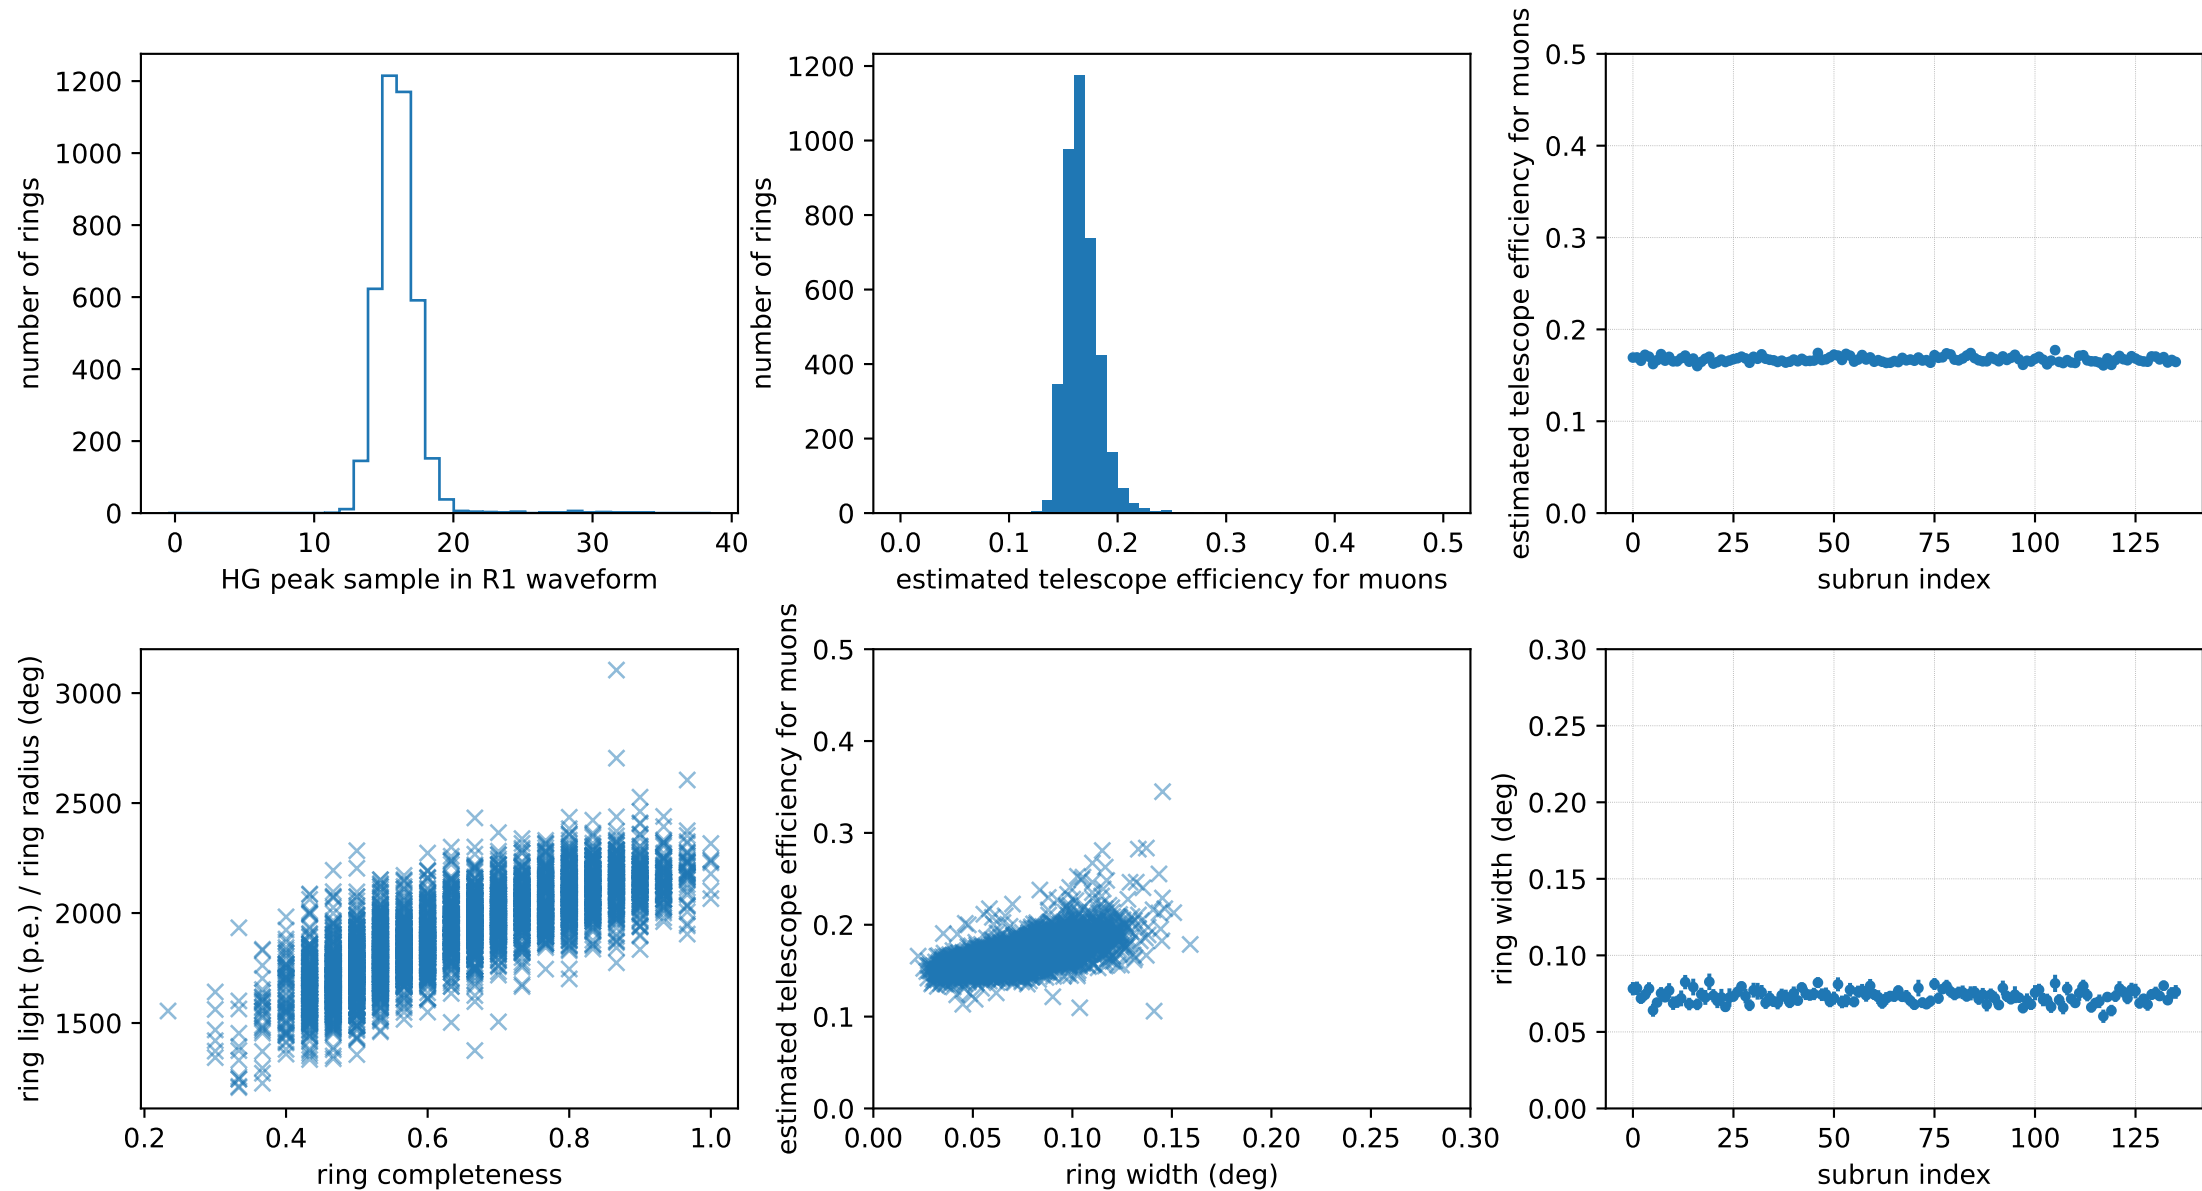 1200
1000
800
600
400
200
0
number of rings
0 10 20 30 40
HG peak sample in R1 waveform
1200
1000
800
600
400
200
0
number of rings
0.0 0.1 0.2 0.3 0.4 0.5
estimated telescope efficiency for muons
0.5
0.4
0.3
0.2
0.1
0.0
estimated telescope efficiency for muons
0 25 50 75 100 125
subrun index
3000
2500
2000
1500
ring light (p.e.) / ring radius (deg)
0.2 0.4 0.6 0.8 1.0
ring completeness
0.5
0.4
0.3
0.2
0.1
0.0
estimated telescope efficiency for muons
0.00 0.05 0.10 0.15 0.20 0.25 0.30
ring width (deg)
0.30
0.25
0.20
0.15
0.10
0.05
0.00
ring width (deg)
0 25 50 75 100 125
subrun index